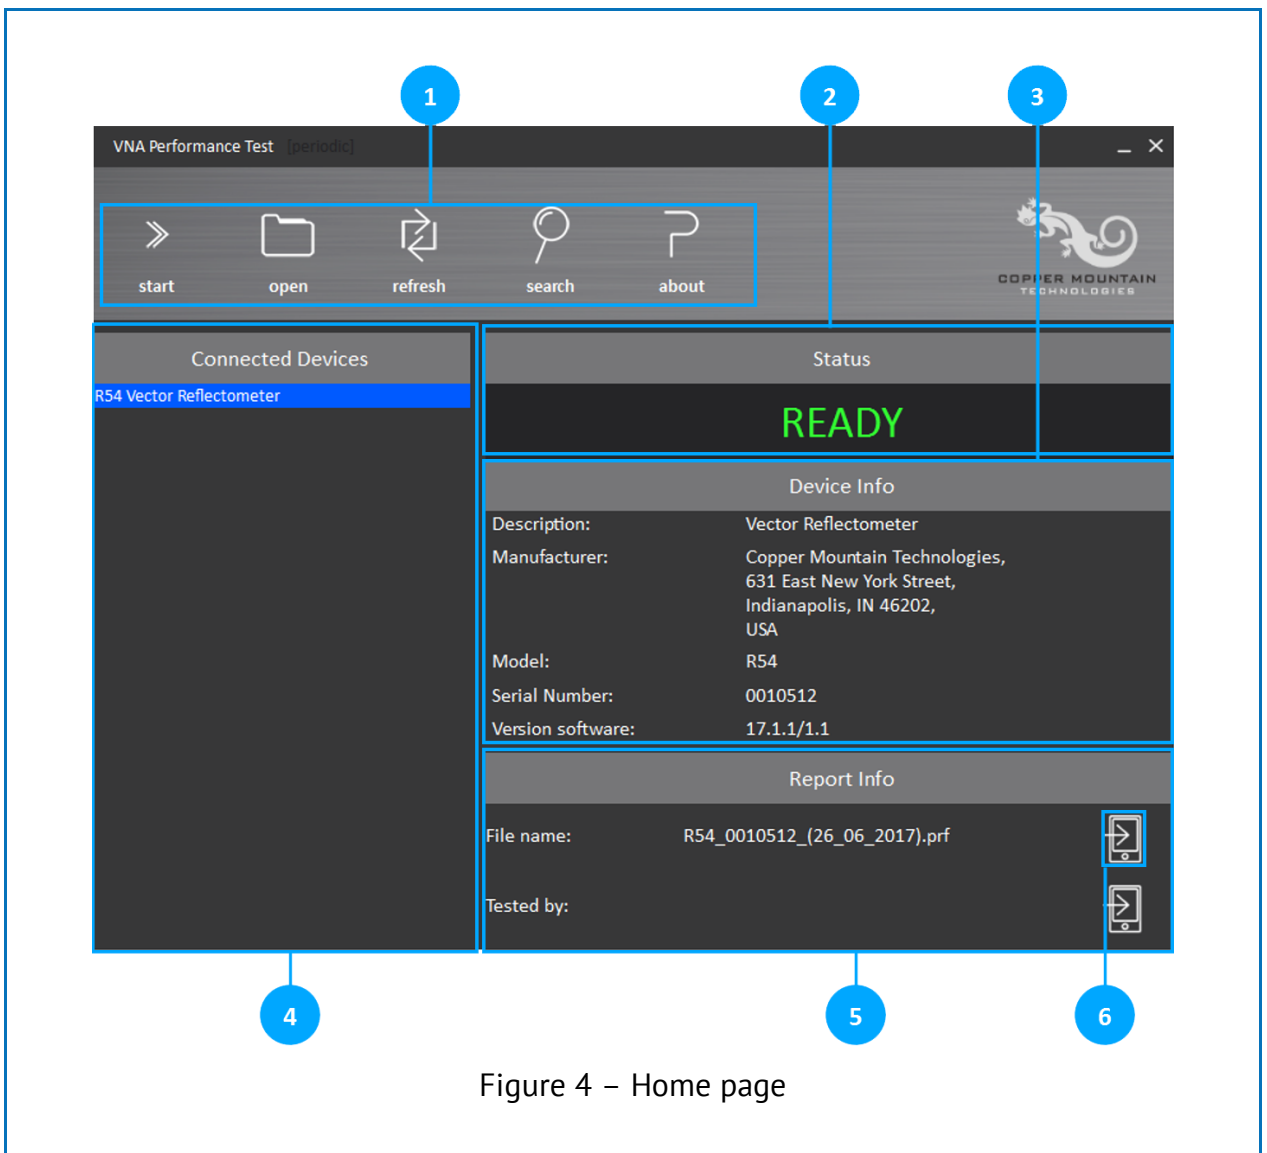 1 2 3
VNA Performance Test [periodic]
start open refresh search about
COPPER MOUNTAIN
TECHNOLOGIES
Connected Devices
R54 Vector Reflectometer
Status
READY
Device Info
Description: Vector Reflectometer
Manufacturer: Copper Mountain Technologies,
631 East New York Street,
Indianapolis, IN 46202,
USA
Model: R54
Serial Number: 0010512
Version software: 17.1.1/1.1
Report Info
File name: R54_0010512_(26_06_2017).prf
Tested by:
4 5 6
Figure 4 – Home page